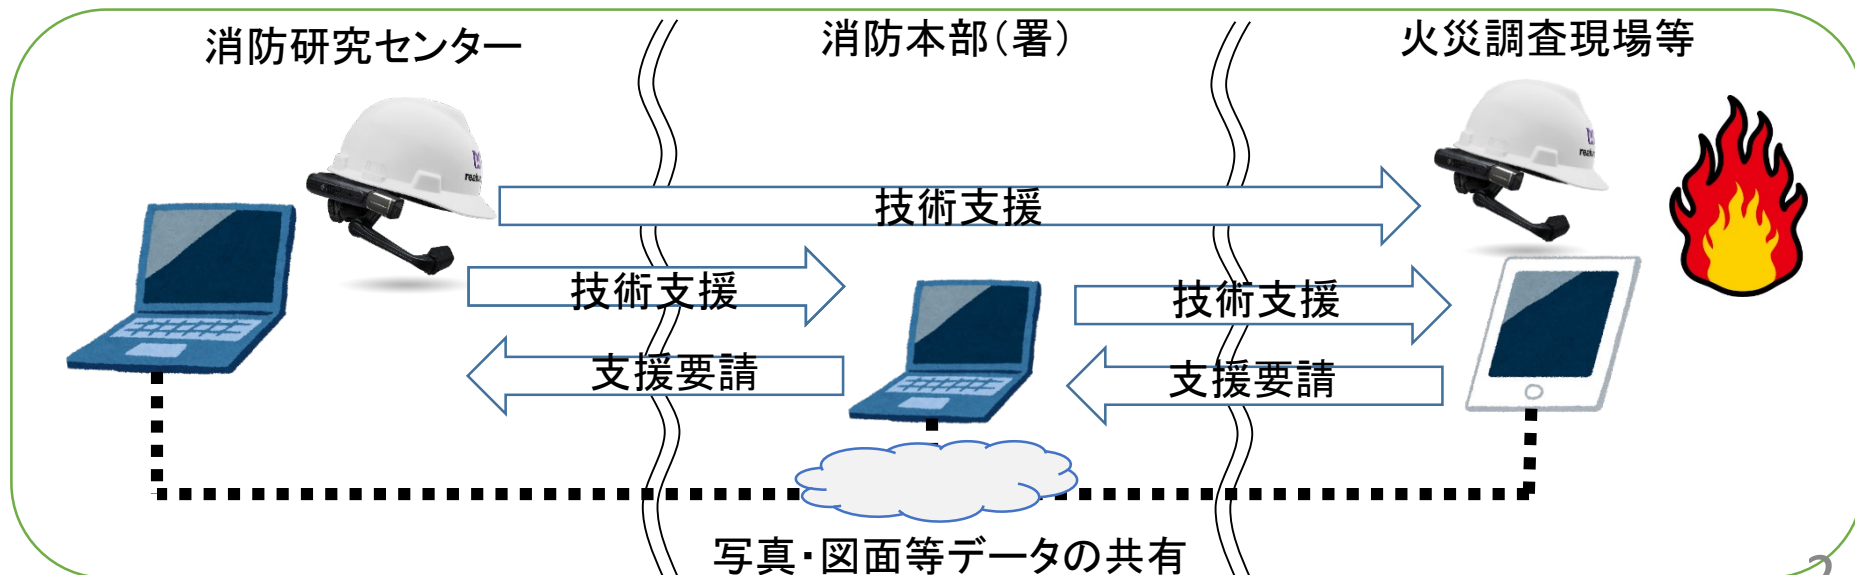 消防研究センター
消防本部(署)
火災調査現場等
技術支援
技術支援
技術支援
支援要請
支援要請
写真・図面等データの共有
2